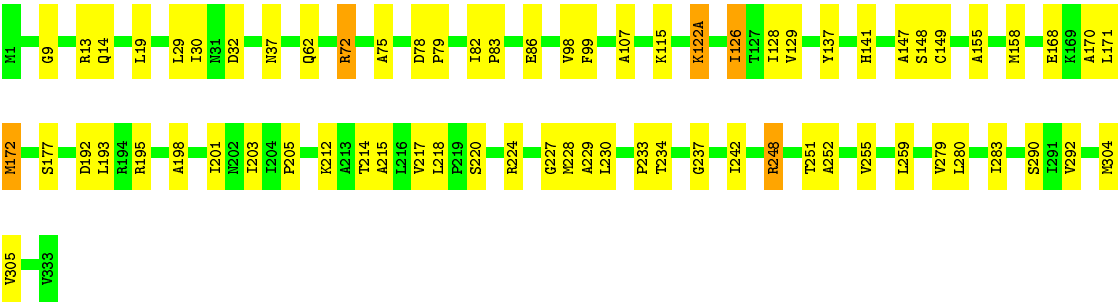 M1 G9 R13 Q14 L19 L29 I30 N31 D32 N37 Q62 R72 A75 D78 P79 I82 P83 E86 V98 F99 A107 K115 K122A I126 T127 I128 V129 Y137 H141 A147 S148 C149 A155 M158 E168 K169 A170 L171
M172 S177 D192 L193 R194 R195 A198 I201 N202 I203 I204 P205 K212 A213 T214 A215 L216 V217 L218 P219 S220 R224 G227 M228 A229 L230 P233 T234 G237 I242 R248 T251 A252 V255 L259 V279 L280 I283 S290 I291 V292 M304
V305 V333